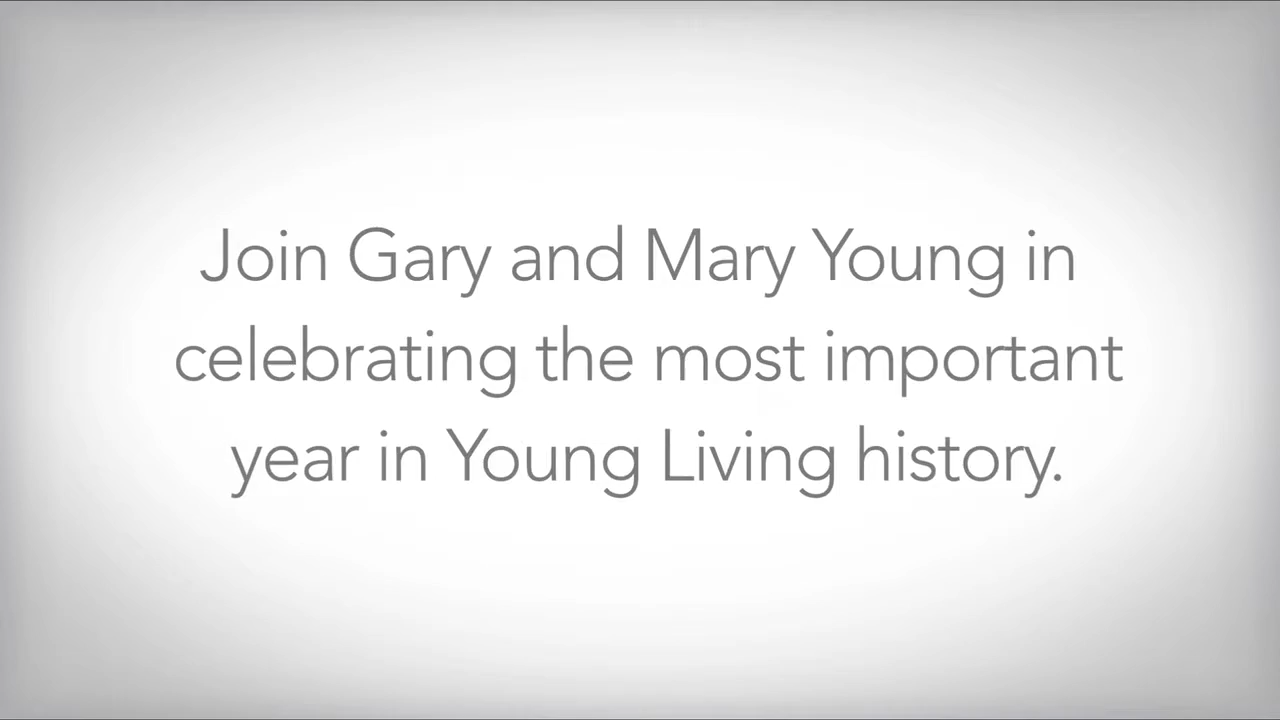 Join Gary and Mary Young in
celebrating the most important
year in Young Living history.